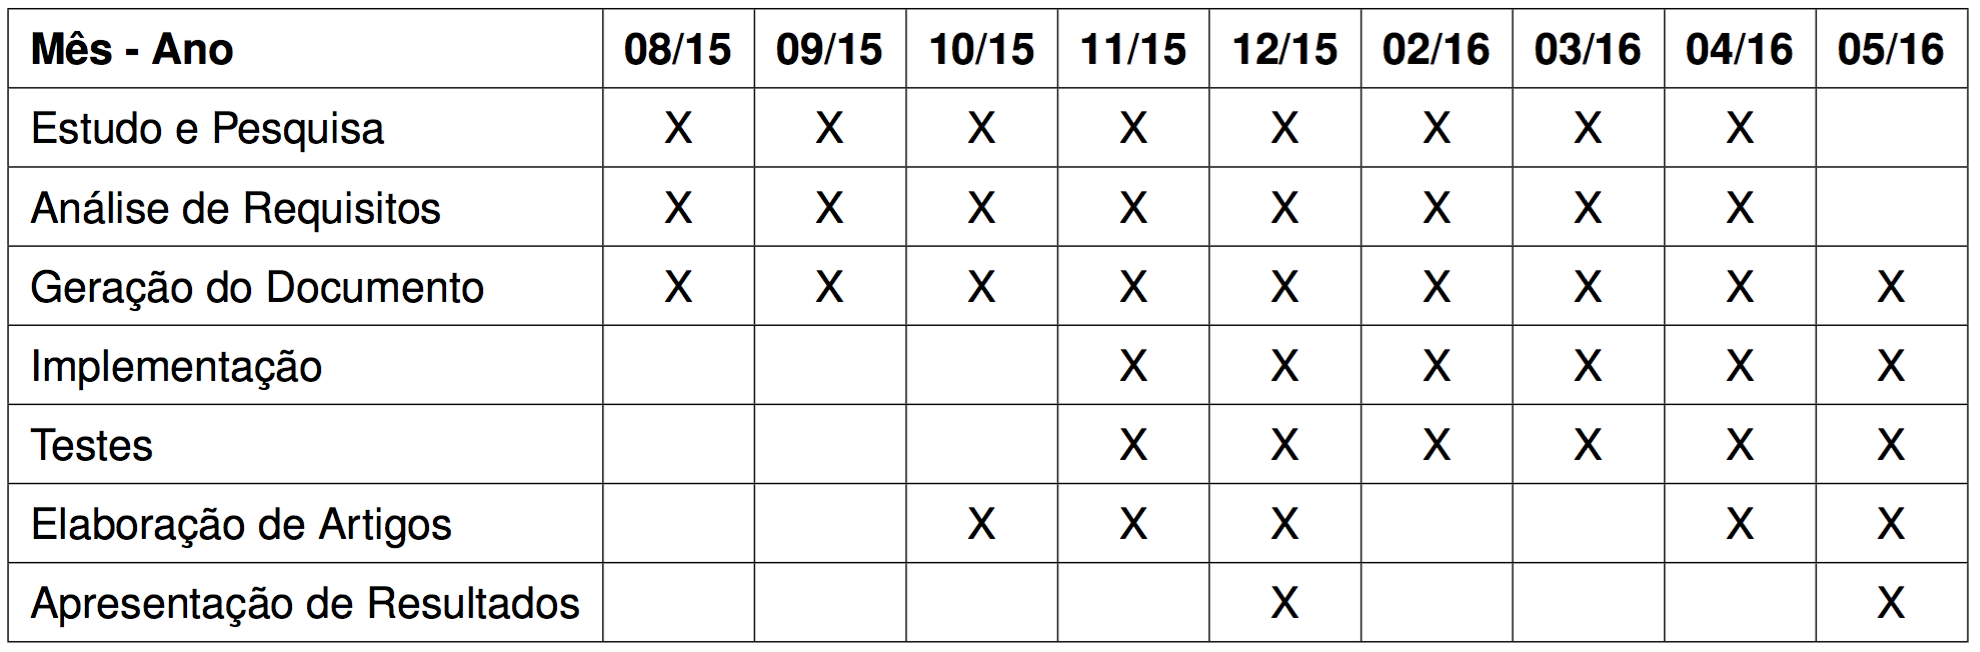 Mês - Ano 08/15 09/15 10/15 11/15 12/15 02/16 03/16 04/16 05/16
Estudo e Pesquisa X X X X X X X X
Análise de Requisitos X X X X X X X X
Geração do Documento X X X X X X X X X
Implementação X X X X X X
Testes X X X X X X
Elaboração de Artigos X X X X X
Apresentação de Resultados X X